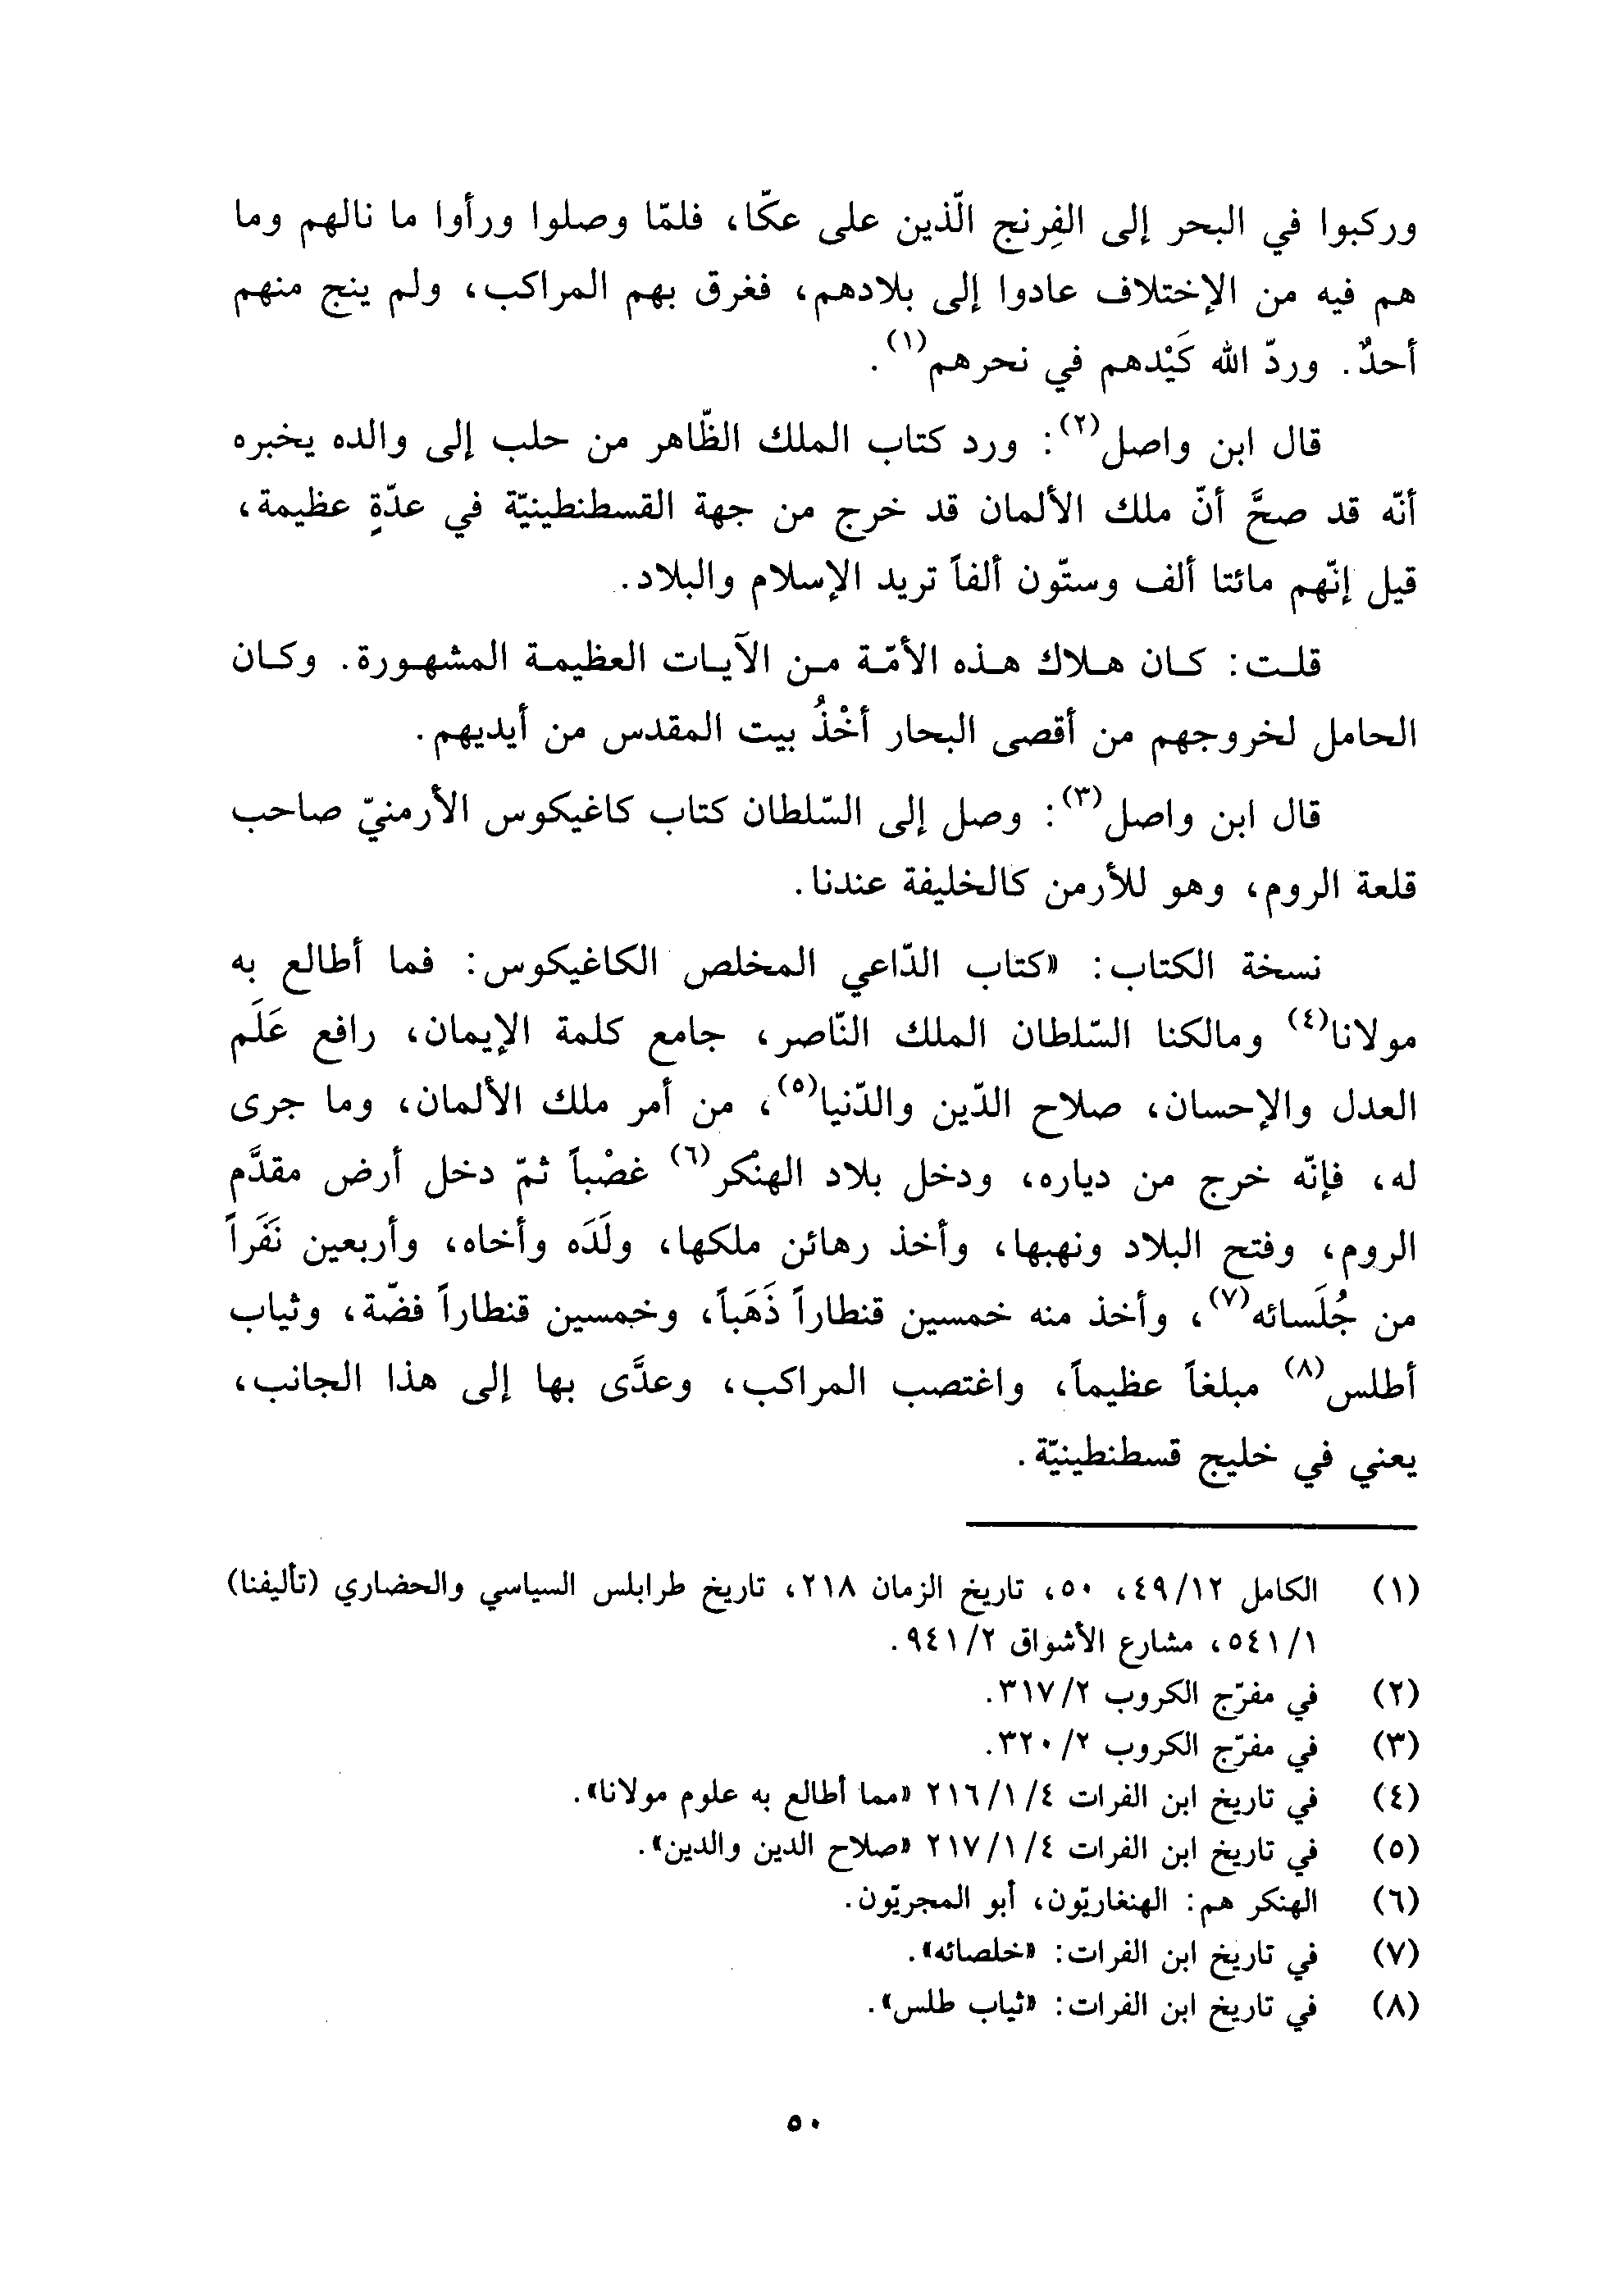 وركبوا في البحر إلى الفِرنج الّذين على عكّا، فلمّا وصلوا ورأوا ما نالهم وما
هم فيه من الإختلاف عادوا إلى بلادهم، فغرق بهم المراكب، ولم ينج منهم
أحدٌ. وردّ الله كَيْدهم في نحرهم(١).
قال ابن واصل(٢): ورد كتاب الملك الظّاهر من حلب إلى والده يخبره
أنّه قد صحَّ أنّ ملك الألمان قد خرج من جهة القسطنطينيّة في عدّةٍ عظيمة،
قيل إنّهم مائتا ألف وستّون ألفاً تريد الإسلام والبلاد.
قلت: كان هلاك هذه الأمّة من الآيات العظيمة المشهورة. وكان
الحامل لخروجهم من أقصى البحار أخْذُ بيت المقدس من أيديهم.
قال ابن واصل(٣): وصل إلى السّلطان كتاب كاغيكوس الأرمنيّ صاحب
قلعة الروم، وهو للأرمن كالخليفة عندنا.
نسخة الكتاب: «كتاب الدّاعي المخلص الكاغيكوس: فما أطالع به
مولانا(٤) ومالكنا السّلطان الملك النّاصر، جامع كلمة الإيمان، رافع عَلَم
العدل والإحسان، صلاح الدّين والدّنيا(٥)، من أمر ملك الألمان، وما جرى
له، فإنّه خرج من دياره، ودخل بلاد الهنْكر(٦) غصْباً ثمّ دخل أرض مقدَّم
الروم، وفتح البلاد ونهبها، وأخذ رهائن ملكها، ولَدَه وأخاه، وأربعين نَفَراً
من جُلَسائه(٧)، وأخذ منه خمسين قنطاراً ذَهَباً، وخمسين قنطاراً فضّة، وثياب
أطلس(٨) مبلغاً عظيماً، واغتصب المراكب، وعدَّى بها إلى هذا الجانب،
يعني في خليج قسطنطينيّة.
(١) الكامل ٤٩/١٢، ٥٠، تاريخ الزمان ٢١٨، تاريخ طرابلس السياسي والحضاري (تأليفنا)
٥٤١/١، مشارع الأشواق ٩٤١/٢.
(٢) في مفرّج الكروب ٣١٧/٢.
(٣) في مفرّج الكروب ٣٢٠/٢.
(٤) في تاريخ ابن الفرات ٢١٦/١/٤ «مما أطالع به علوم مولانا».
(٥) في تاريخ ابن الفرات ٢١٧/١/٤ «صلاح الدين والدين».
(٦) الهنكر هم: الهنغاريّون، أبو المجريّون.
(٧) في تاريخ ابن الفرات: «خلصائه».
(٨) في تاريخ ابن الفرات: «ثياب طلس».
٥٠